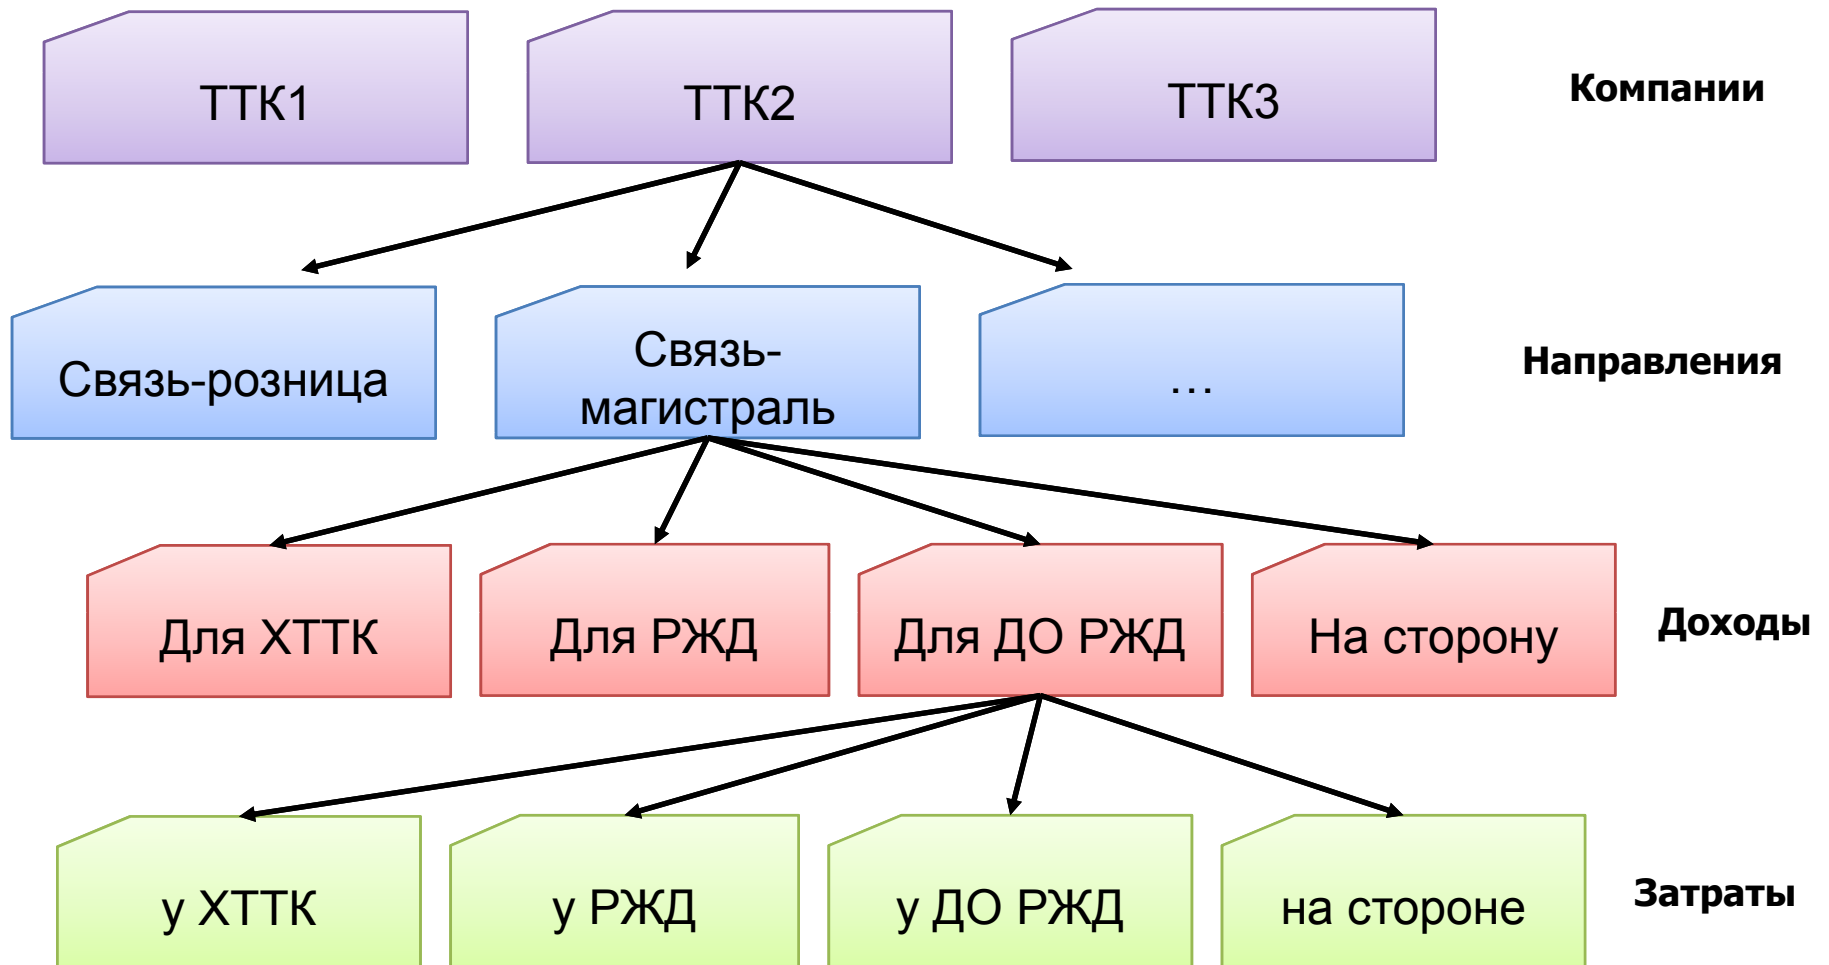 ТТК1
ТТК2
ТТК3
Компании
Связь-розница
Связь-
магистраль
...
Направления
Для ХТТК
Для РЖД
Для ДО РЖД
На сторону
Доходы
у ХТТК
у РЖД
у ДО РЖД
на стороне
Затраты